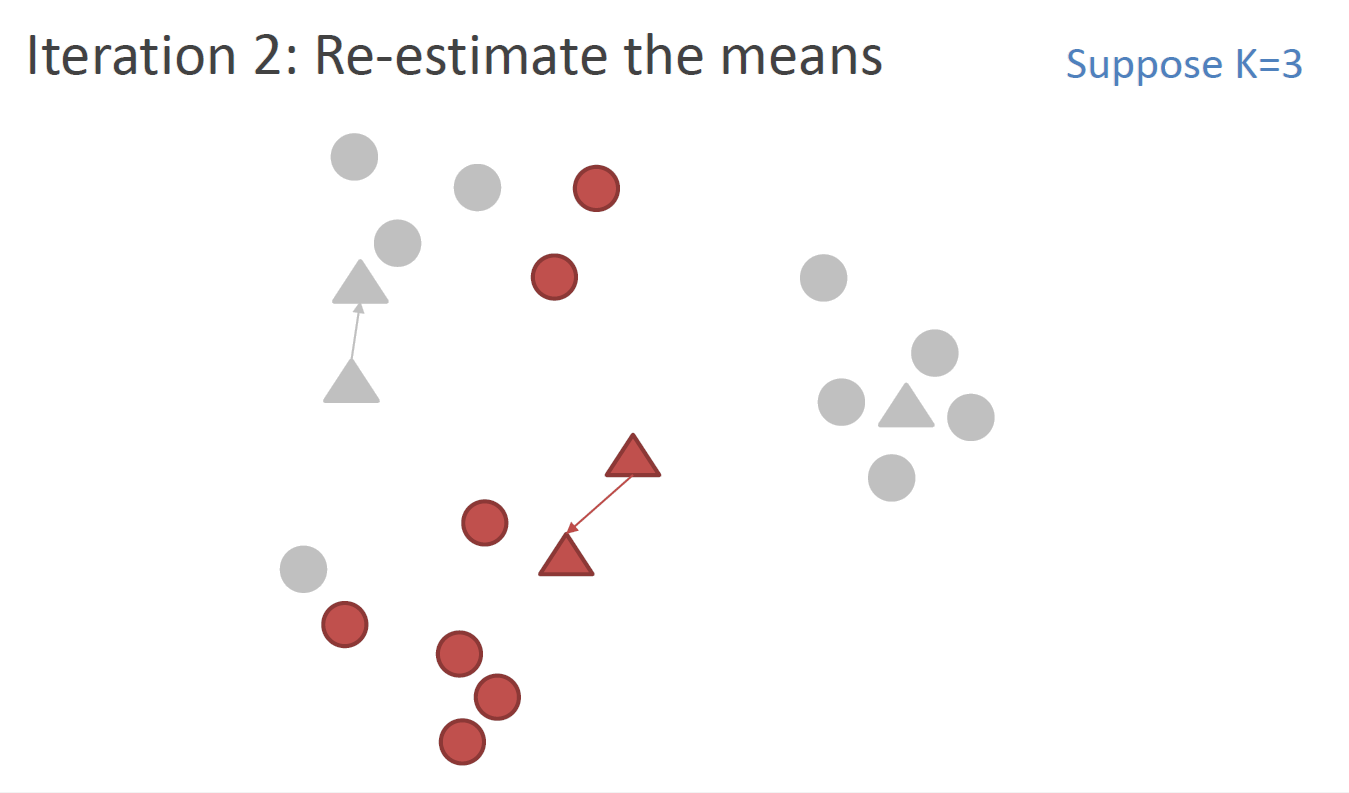 Iteration 2: Re-estimate the means
Suppose K=3